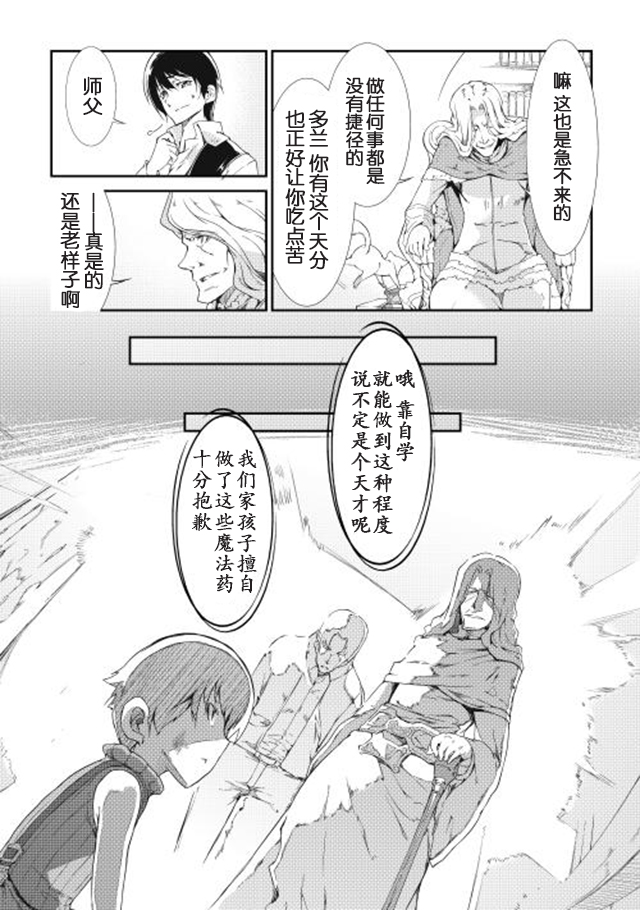 嘛 这也是急不来的
做任何事都是
没有捷径的
多兰 你有这个天分
也正好让你吃点苦
师父
——真是的
还是老样子啊
哦 靠自学
就能做到这种程度
说不定是个天才呢
我们家孩子擅自
做了这些魔法药
十分抱歉